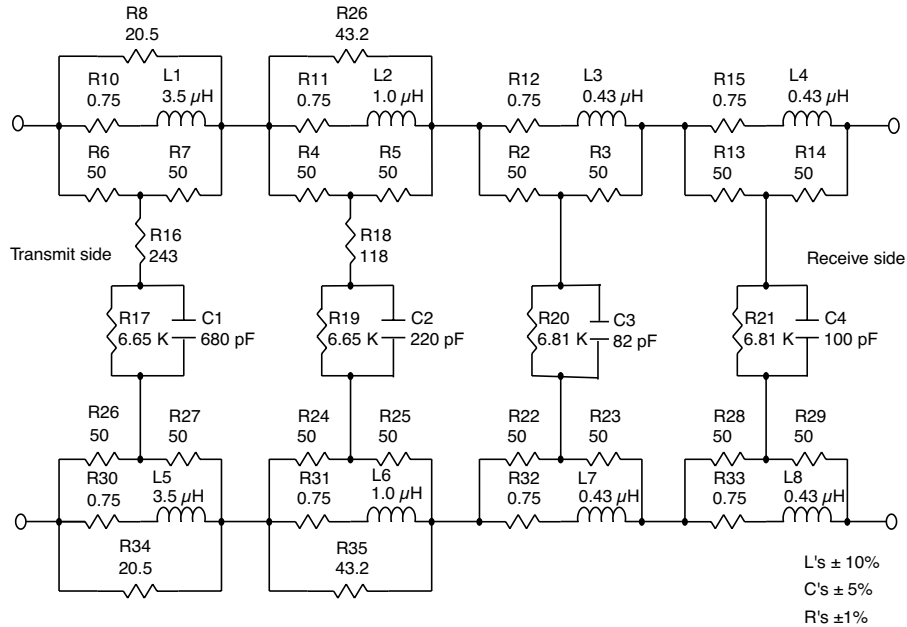 R8
20.5
R26
43.2
R10
0.75
L1
3.5 µH
R11
0.75
L2
1.0 µH
R12
0.75
L3
0.43 µH
R15
0.75
L4
0.43 µH
R6
50
R7
50
R4
50
R5
50
R2
50
R3
50
R13
50
R14
50
Transmit side
R16
243
R18
118
Receive side
R17
6.65 K
C1
680 pF
R19
6.65 K
C2
220 pF
R20
6.81 K
C3
82 pF
R21
6.81 K
C4
100 pF
R26
50
R27
50
R24
50
R25
50
R22
50
R23
50
R28
50
R29
50
R30
0.75
L5
3.5 µH
R31
0.75
L6
1.0 µH
R32
0.75
L7
0.43 µH
R33
0.75
L8
0.43 µH
R34
20.5
R35
43.2
L's ± 10%
C's ± 5%
R's ±1%